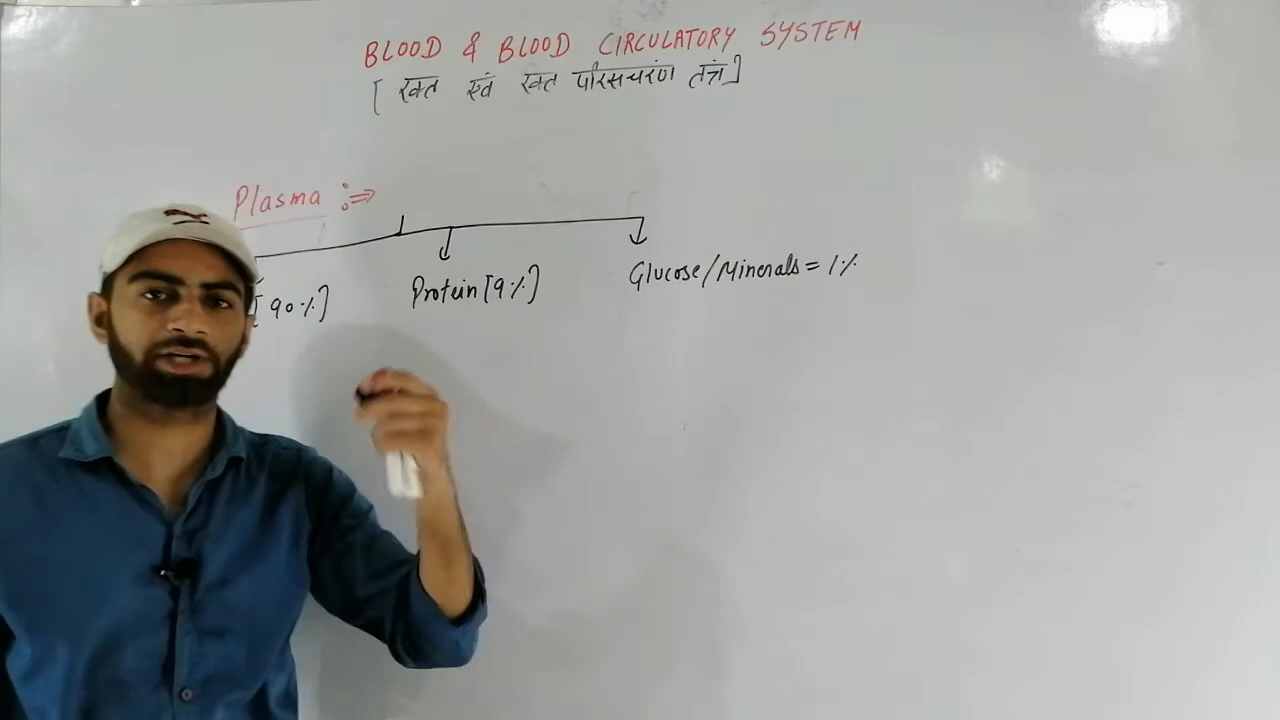 BLOOD & BLOOD CIRCULATORY SYSTEM
[ रक्त एवं रक्त परिसंचरण तंत्र ]
Plasma :⇒
[90%] Protein [9%] Glucose/Minerals = 1%